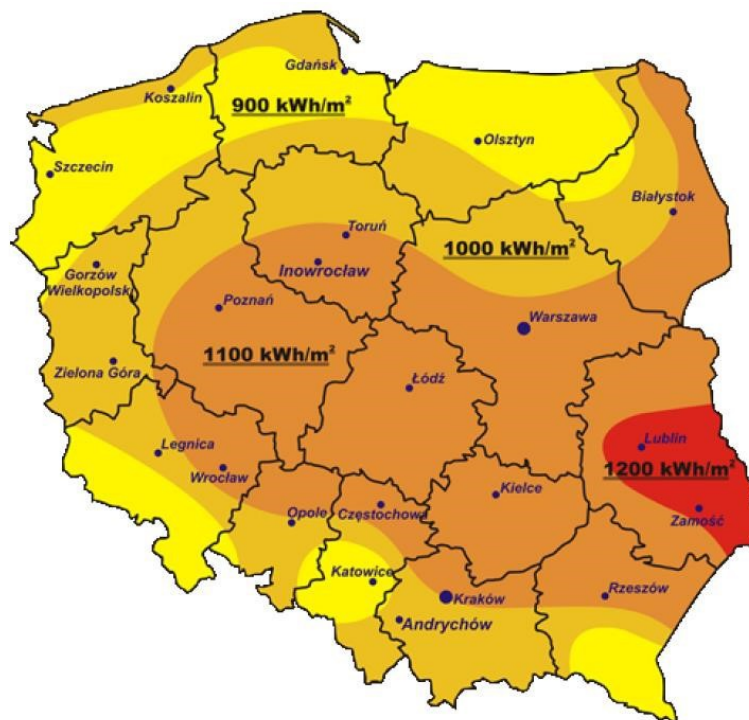 Gdańsk
Koszalin
900 kWh/m²
Olsztyn
Szczecin
Białystok
Toruń
1000 kWh/m²
Inowrocław
Gorzów
Wielkopolski
Poznań
Warszawa
1100 kWh/m²
Zielona Góra
Łódź
Legnica
Lublin
Wrocław
1200 kWh/m²
Kielce
Opole
Częstochowa
Zamość
Katowice
Kraków
Rzeszów
Andrychów